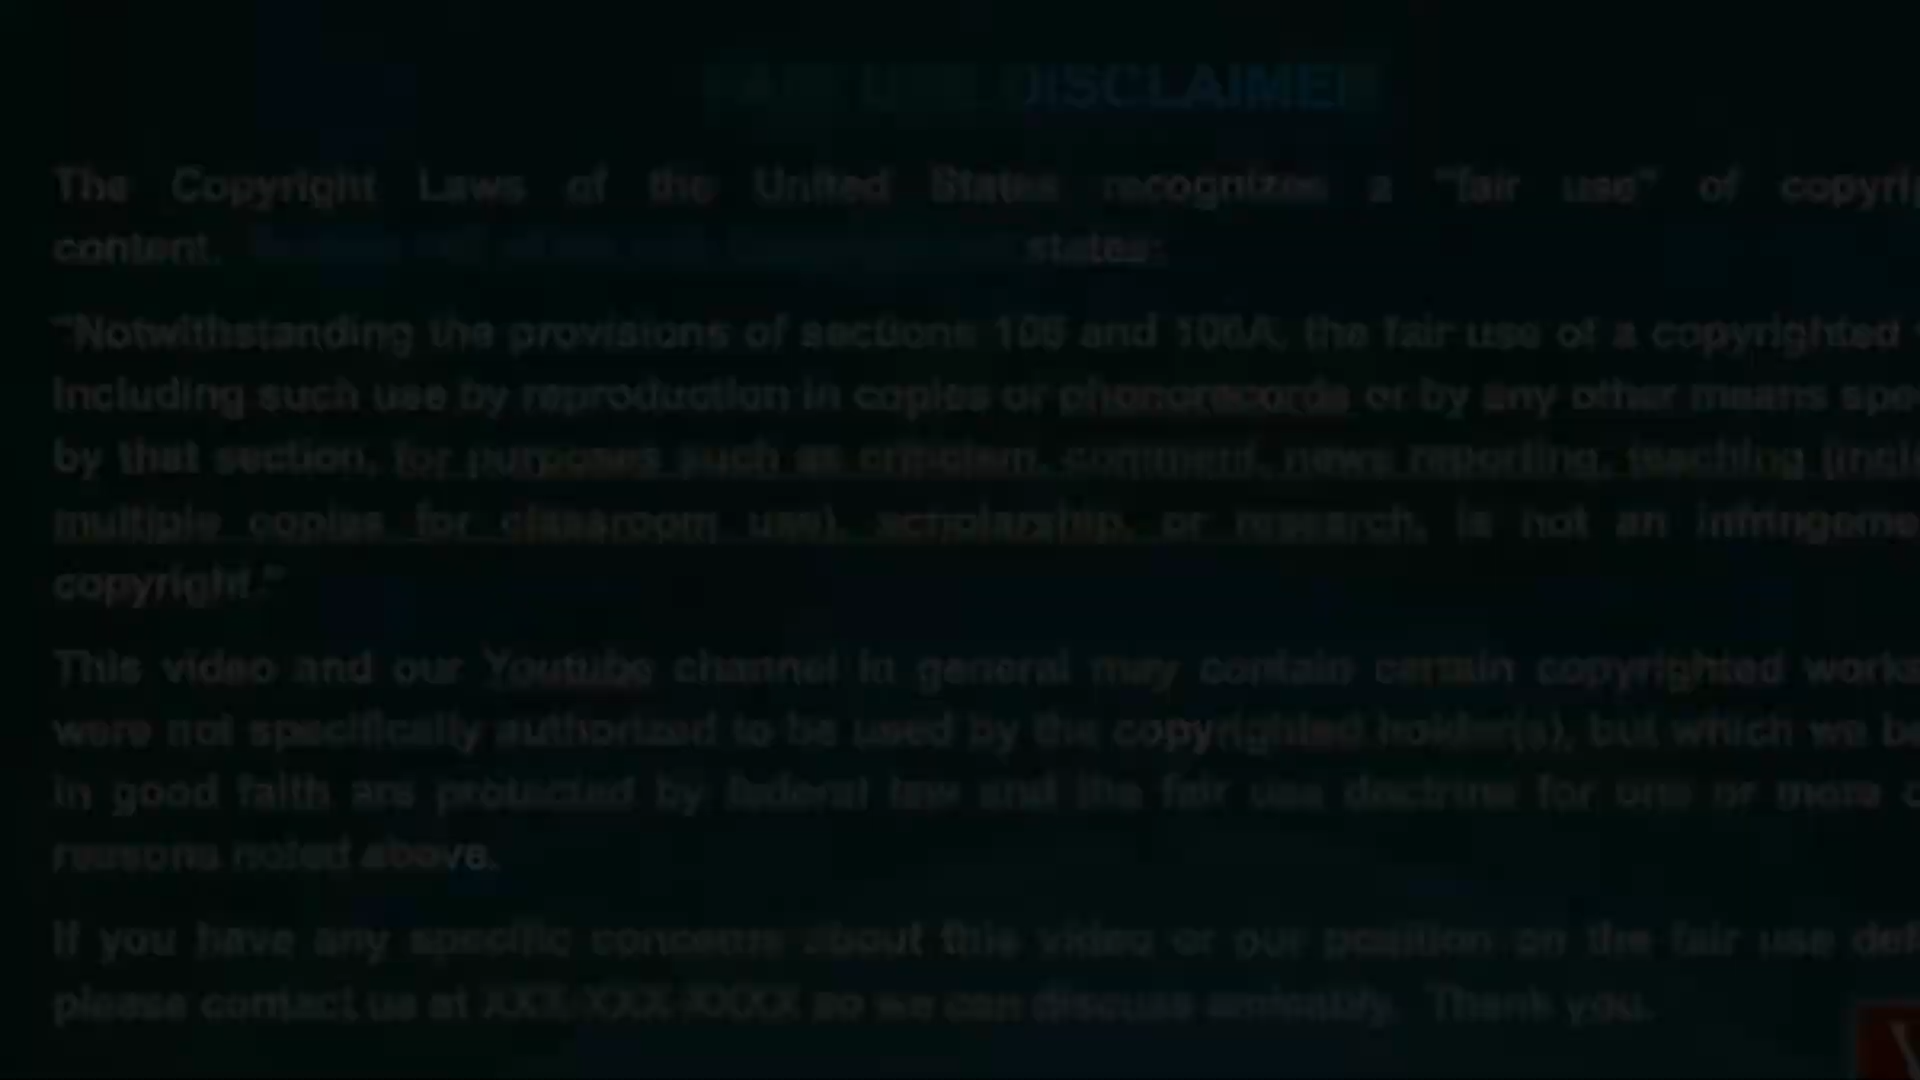 FAIR USE DISCLAIMER
The Copyright Laws of the United States recognizes a "fair use" of copyrig
content. states:
"Notwithstanding the provisions of sections 106 and 106A, the fair use of a copyrighted
including such use by reproduction in copies or phonorecords or by any other means spe
by that section, for purposes such as criticism, comment, news reporting, teaching (incl
multiple copies for classroom use), scholarship, or research, is not an infringeme
copyright."
This video and our Youtube channel in general may contain certain copyrighted works
were not specifically authorized to be used by the copyrighted holder(s), but which we be
in good faith are protected by federal law and the fair use doctrine for one or more o
reasons noted above.
If you have any specific concerns about this video or our position on the fair use def
please contact us at XXX-XXX-XXXX so we can discuss amicably. Thank you.